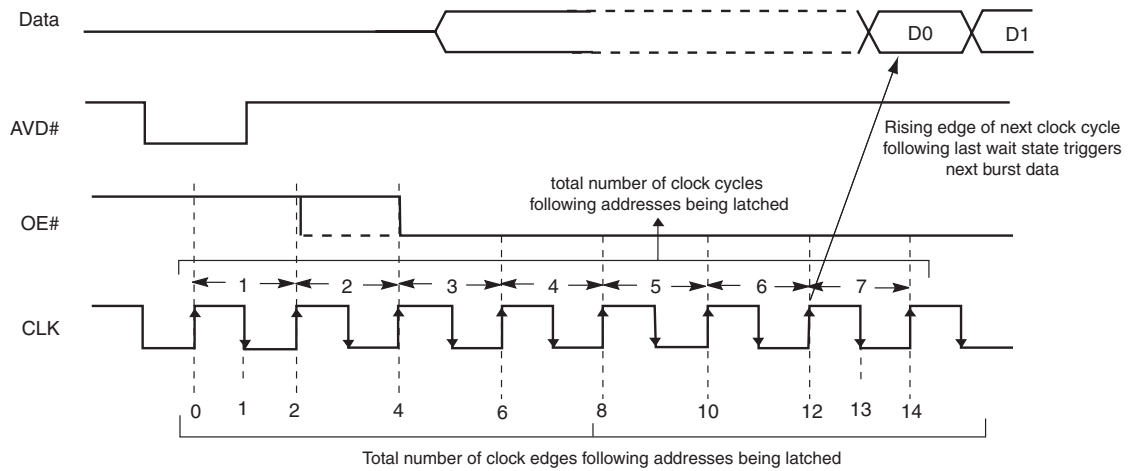 Data
D0
D1
AVD#
Rising edge of next clock cycle
following last wait state triggers
next burst data
total number of clock cycles
following addresses being latched
OE#
1 2 3 4 5 6 7
CLK
0 1 2 4 6 8 10 12 13 14
Total number of clock edges following addresses being latched